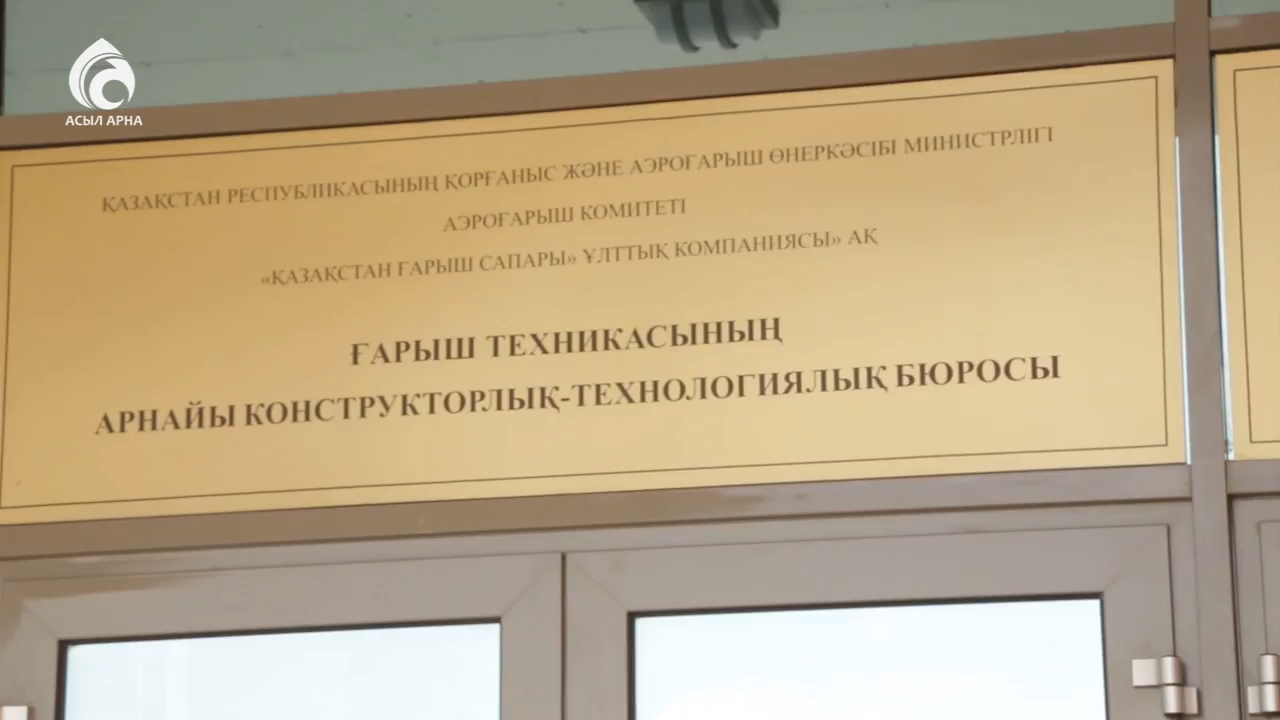 АСЫЛ АРНА
ҚАЗАҚСТАН РЕСПУБЛИКАСЫНЫҢ ҚОРҒАНЫС ЖӘНЕ АЭРОҒАРЫШ ӨНЕРКӘСІБІ МИНИСТРЛІГІ
АЭРОҒАРЫШ КОМИТЕТІ
«ҚАЗАҚСТАН ҒАРЫШ САПАРЫ» ҰЛТТЫҚ КОМПАНИЯСЫ» АҚ
ҒАРЫШ ТЕХНИКАСЫНЫҢ
АРНАЙЫ КОНСТРУКТОРЛЫҚ-ТЕХНОЛОГИЯЛЫҚ БЮРОСЫ